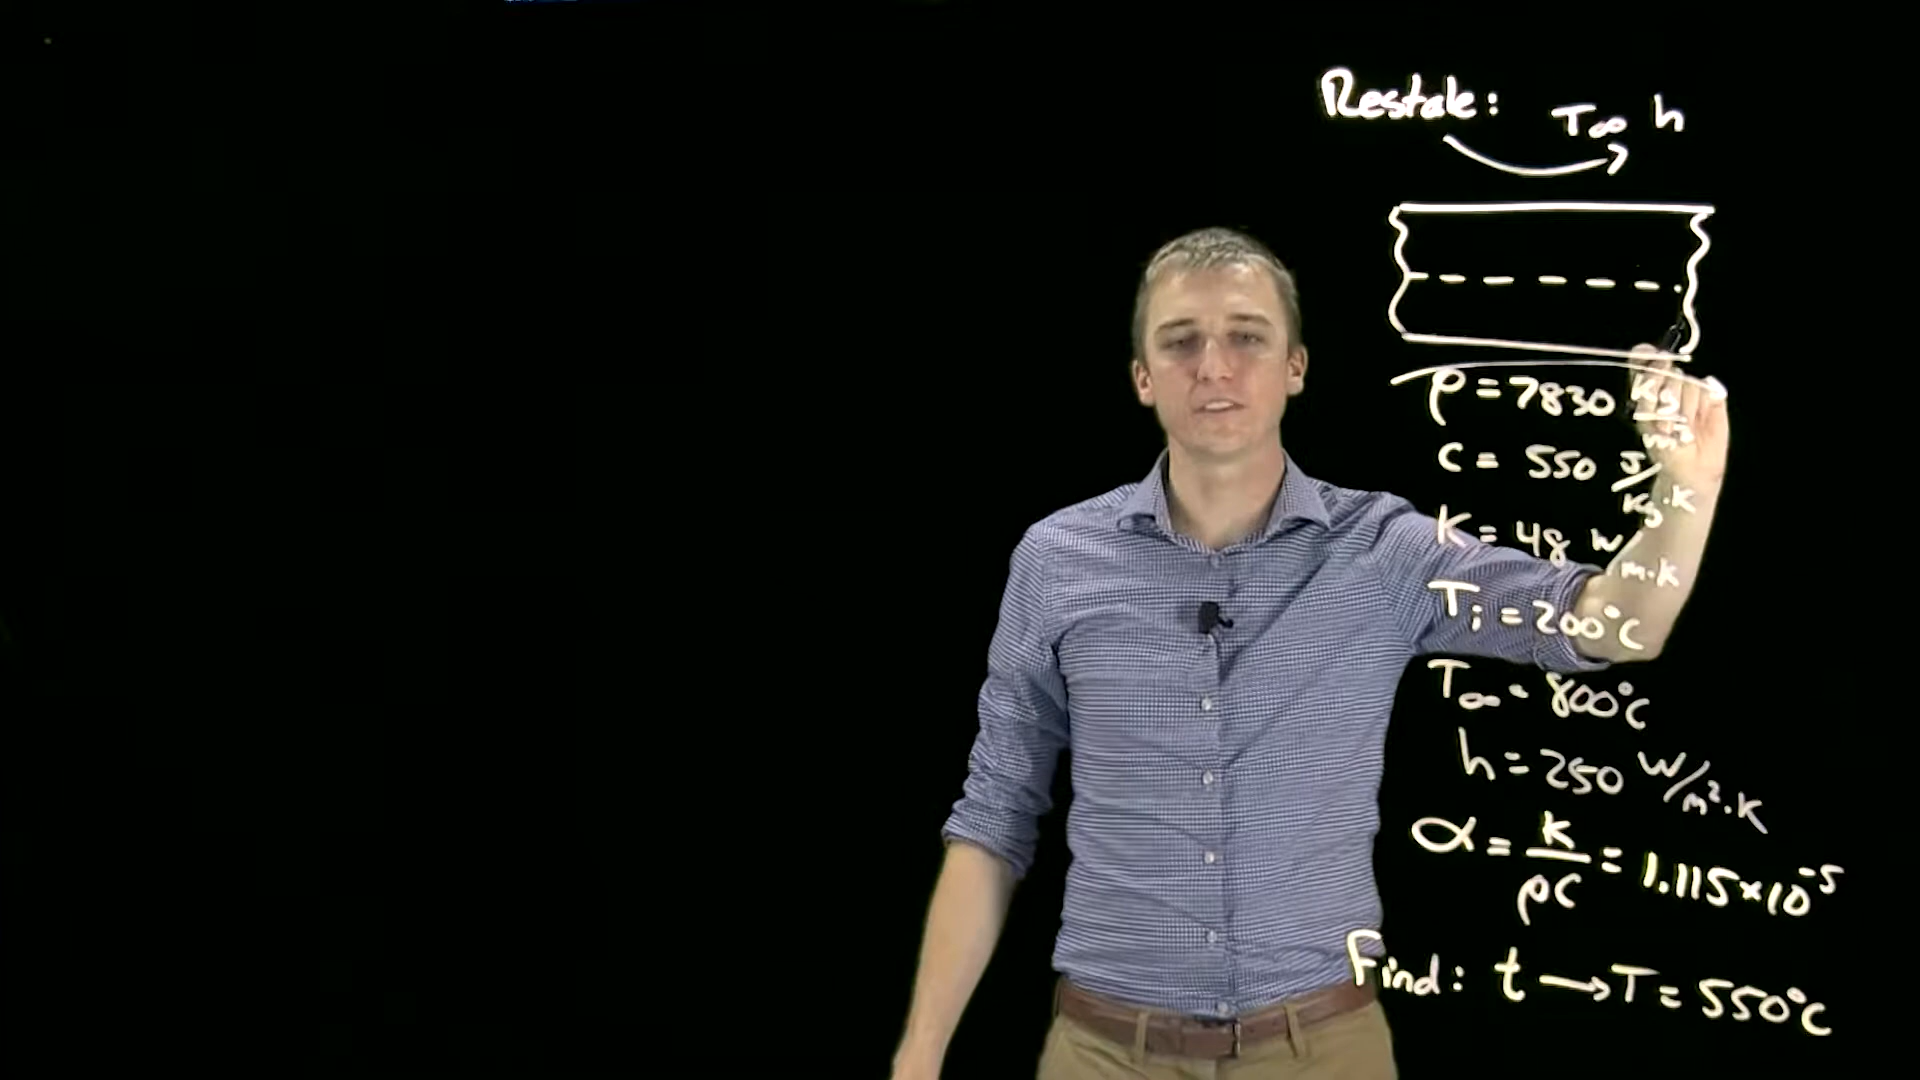 Restate:
T∞ h
ρ = 7830 Kg/m³
C = 550 J/Kg·K
K = 48 W/m·K
Ti = 200°C
T∞ = 800°C
h = 250 W/m²·K
α = K/ρC = 1.115×10⁻⁵
Find: t → T = 550°C